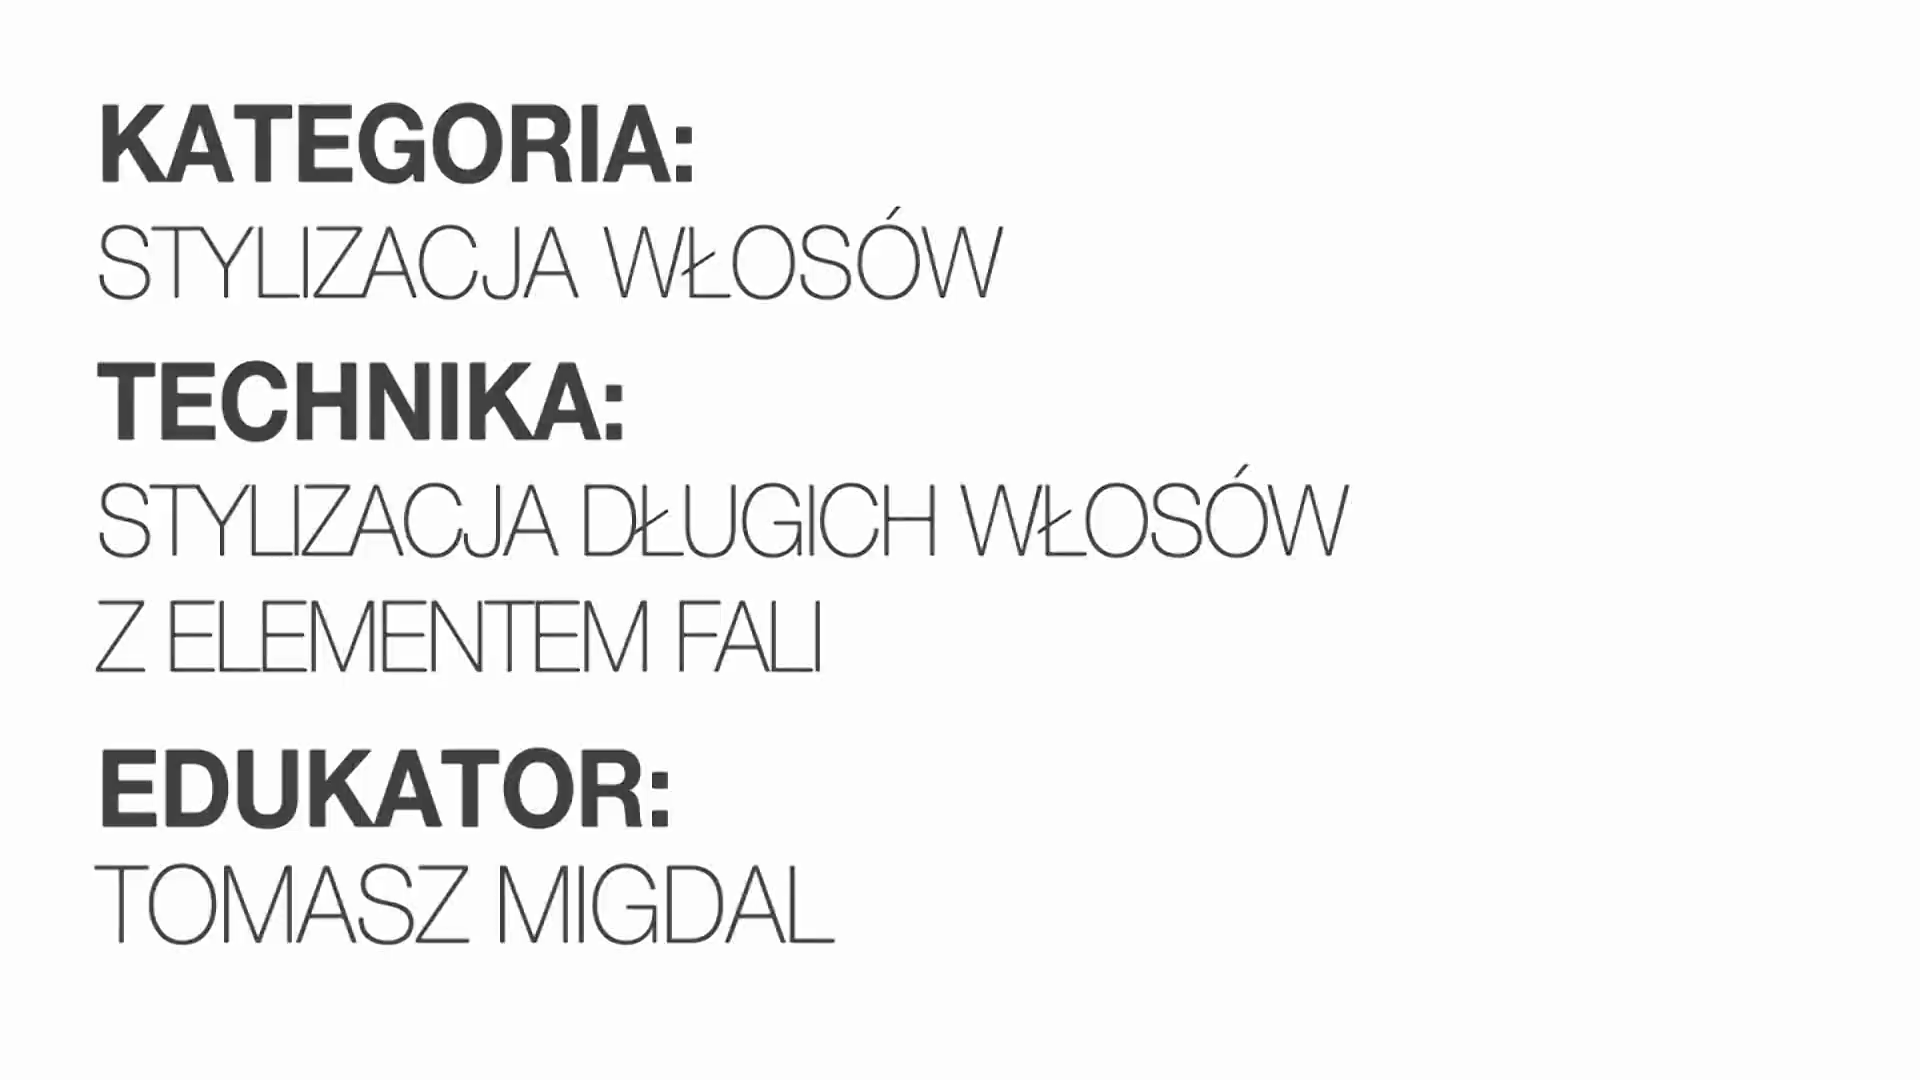 KATEGORIA:
STYLIZACJA WŁOSÓW
TECHNIKA:
STYLIZACJA DŁUGICH WŁOSÓW
Z ELEMENTEM FALI
EDUKATOR:
TOMASZ MIGDAL